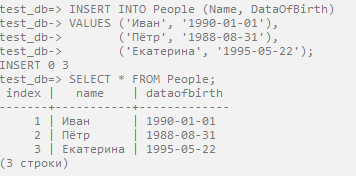 test_db=> INSERT INTO People (Name, DataOfBirth)
test_db-> VALUES ('Иван', '1990-01-01'),
test_db->        ('Пётр', '1988-08-31'),
test_db->        ('Екатерина', '1995-05-22');
INSERT 0 3
test_db=> SELECT * FROM People;
 index |   name    | dataofbirth
-------+-----------+-------------
     1 | Иван      | 1990-01-01
     2 | Пётр      | 1988-08-31
     3 | Екатерина | 1995-05-22
(3 строки)